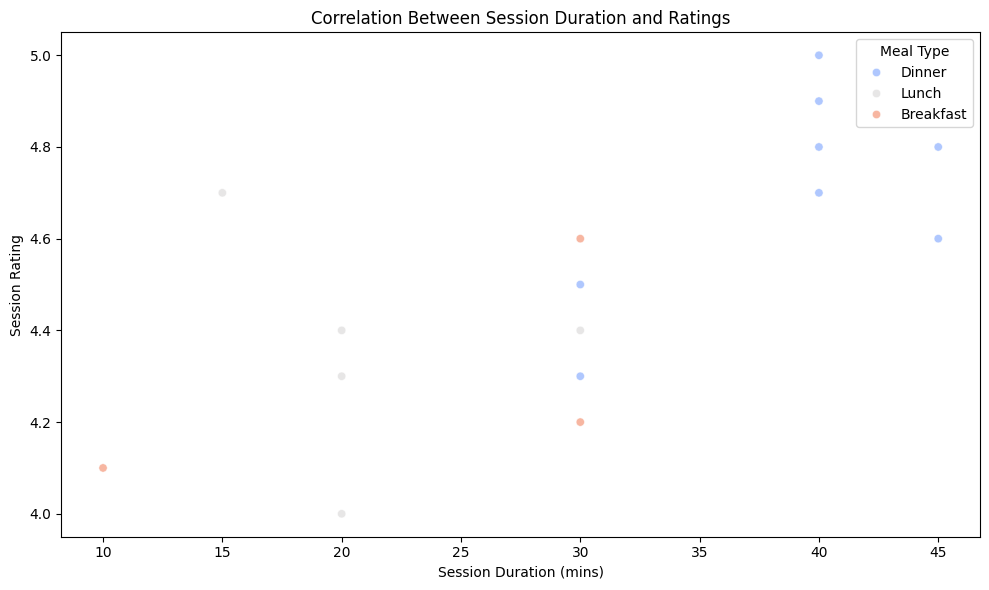 Correlation Between Session Duration and Ratings
Meal Type
Dinner
Lunch
Breakfast
Session Rating
5.0
4.8
4.6
4.4
4.2
4.0
10 15 20 25 30 35 40 45
Session Duration (mins)